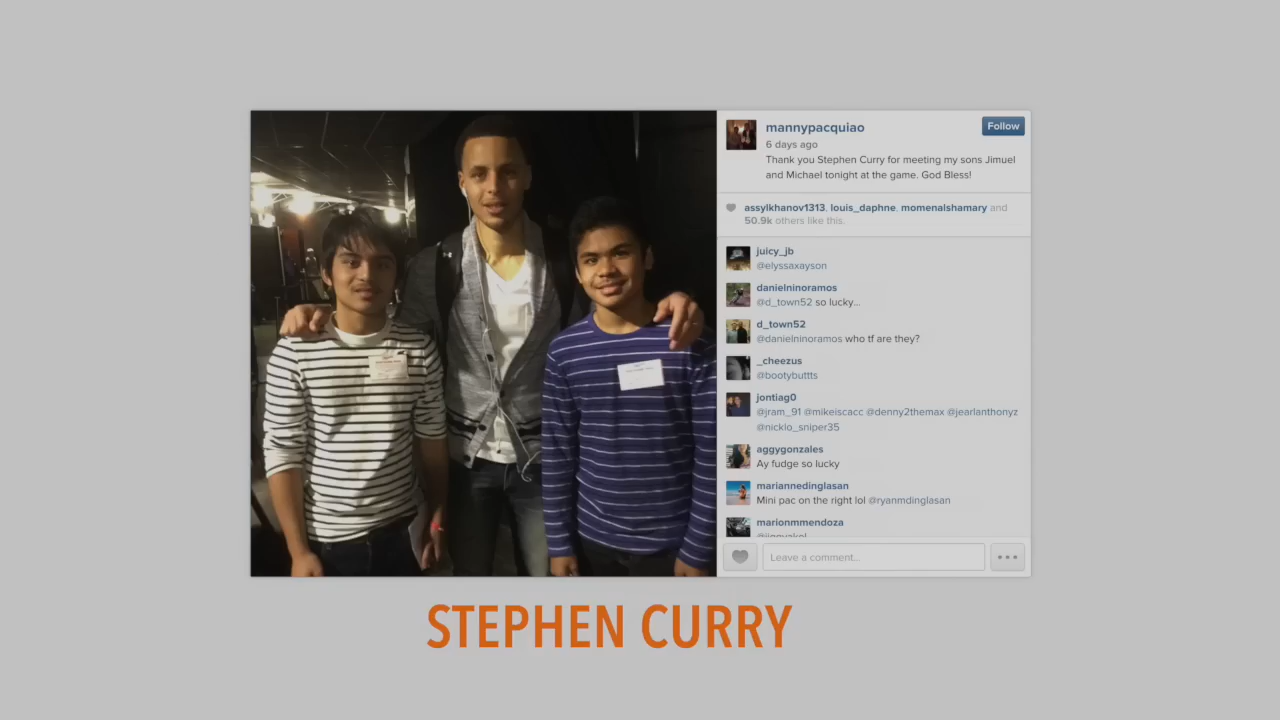 mannypacquiao
Follow
6 days ago
Thank you Stephen Curry for meeting my sons Jimuel
and Michael tonight at the game. God Bless!
assylkhanov1313, louis_daphne, momenalshamary and
50.9k others like this.
juicy_jb
@elyssaxayson
danielninoramos
@d_town52 so lucky...
d_town52
@danielninoramos who tf are they?
_cheezus
@bootybuttts
jontiag0
@jram_91 @mikeiscacc @denny2themax @jearlanthonyz
@nicklo_sniper35
aggygonzales
Ay fudge so lucky
mariannedinglasan
Mini pac on the right lol @ryanmdinglasan
marionmmendoza
Leave a comment...
STEPHEN CURRY